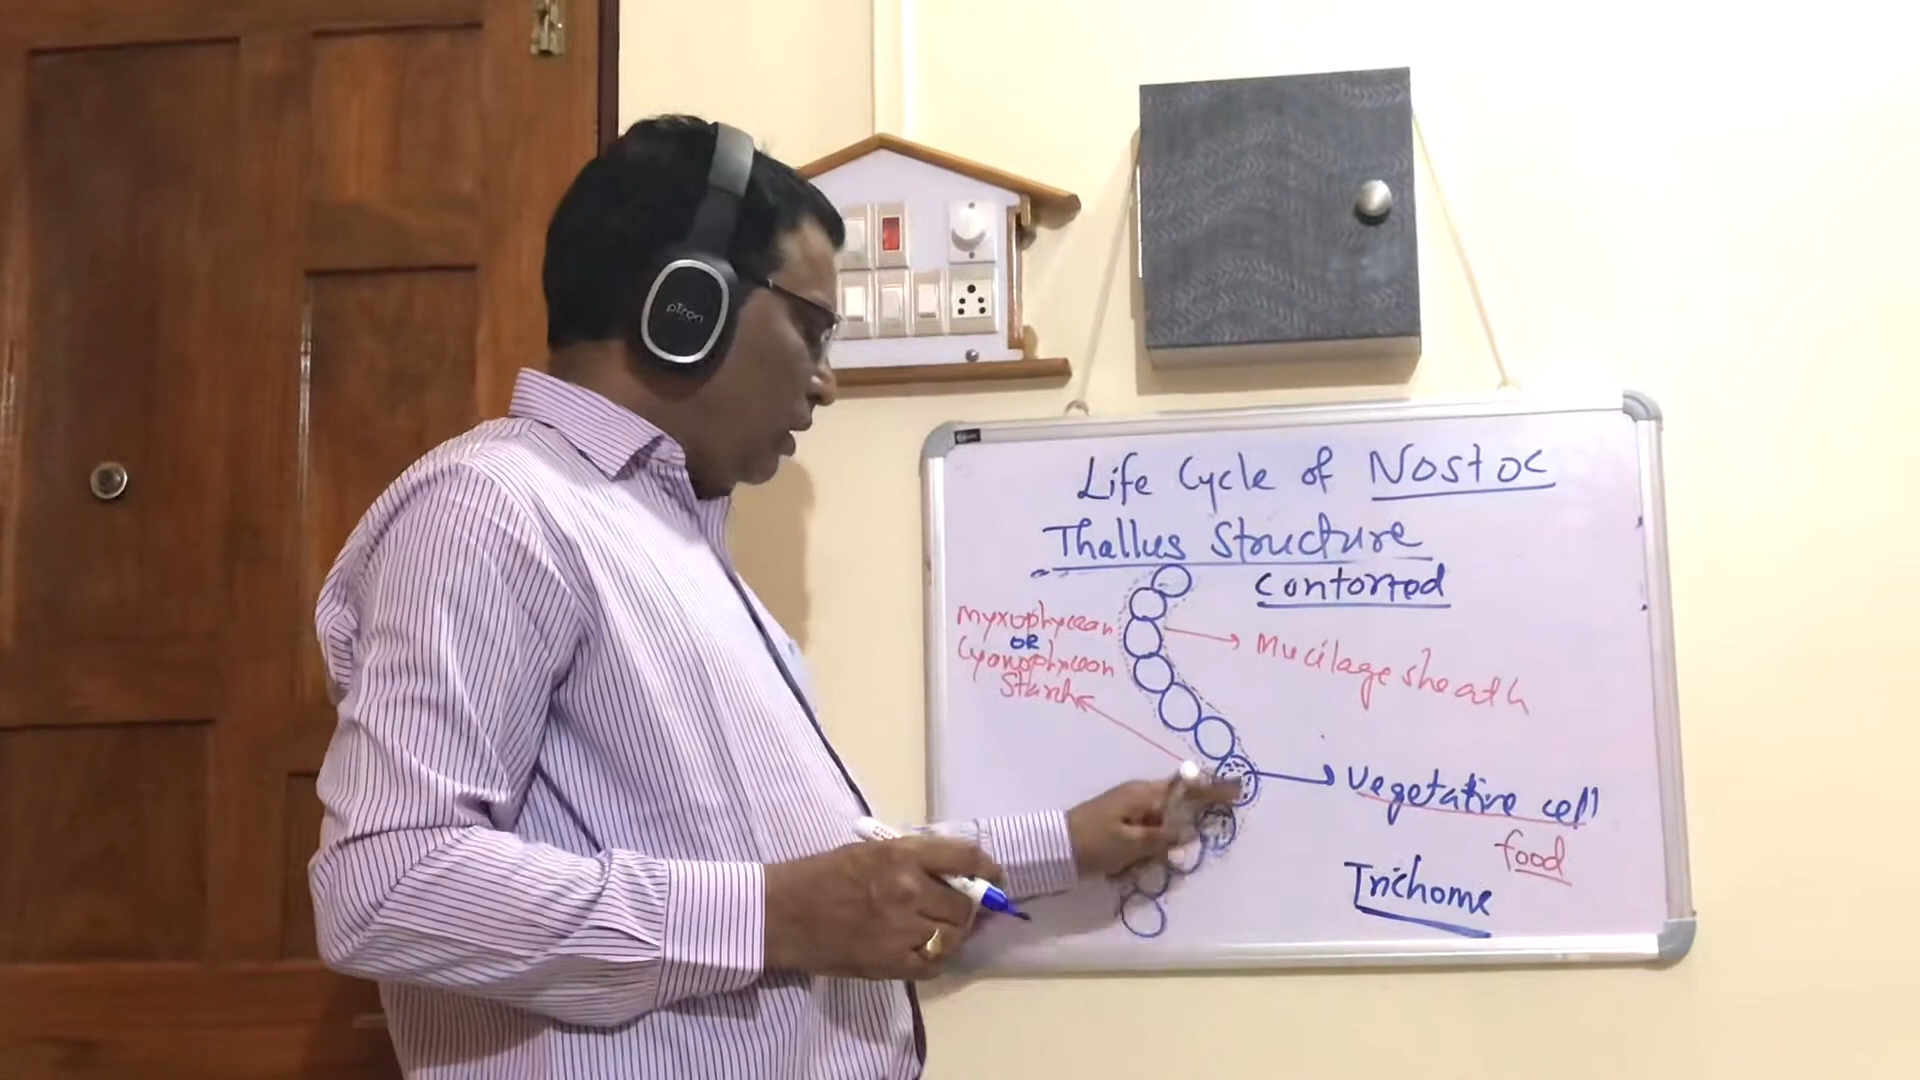 Life Cycle of Nostoc
Thallus Structure
Contorted
Myxophycean
OR
Cyanophycean
Starch
Mucilage sheath
Vegetative cell
food
Trichome
pTron